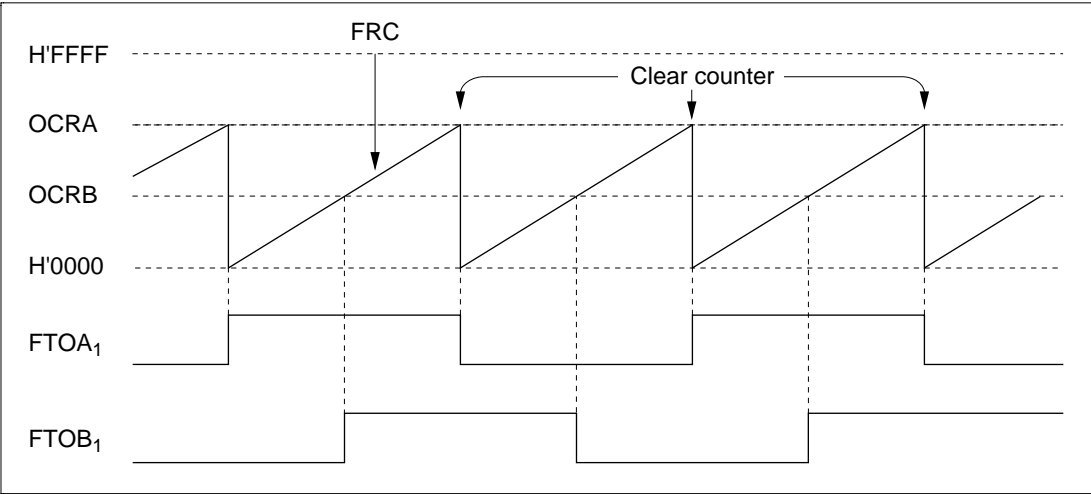 FRC
H'FFFF
Clear counter
OCRA
OCRB
H'0000
FTOA₁
FTOB₁